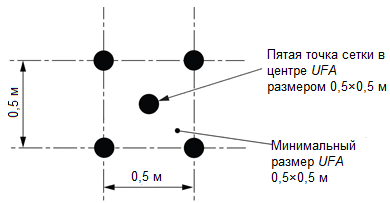 Пятая точка сетки в
центре UFA
размером 0,5×0,5 м
0,5 м
Минимальный
размер UFA
0,5×0,5 м
0,5 м